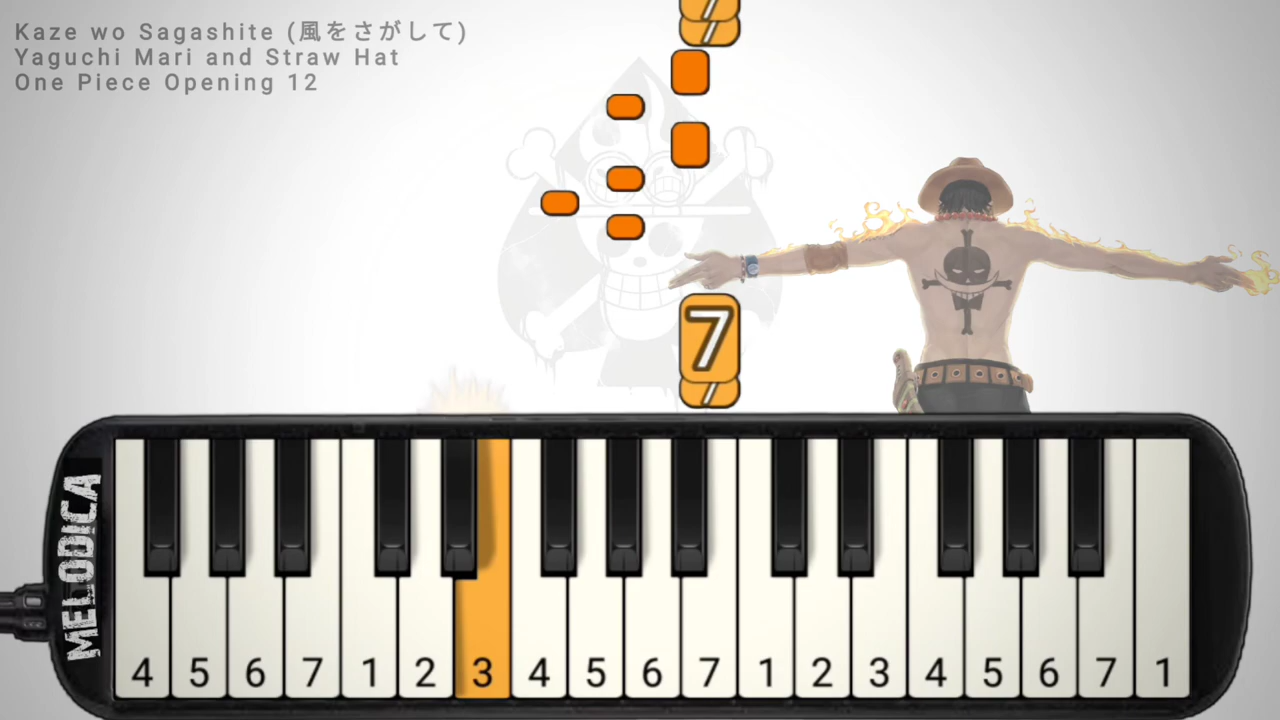 Kaze wo Sagashite (風をさがして)
Yaguchi Mari and Straw Hat
One Piece Opening 12
7
MELODICA
4 5 6 7 1 2 3 4 5 6 7 1 2 3 4 5 6 7 1